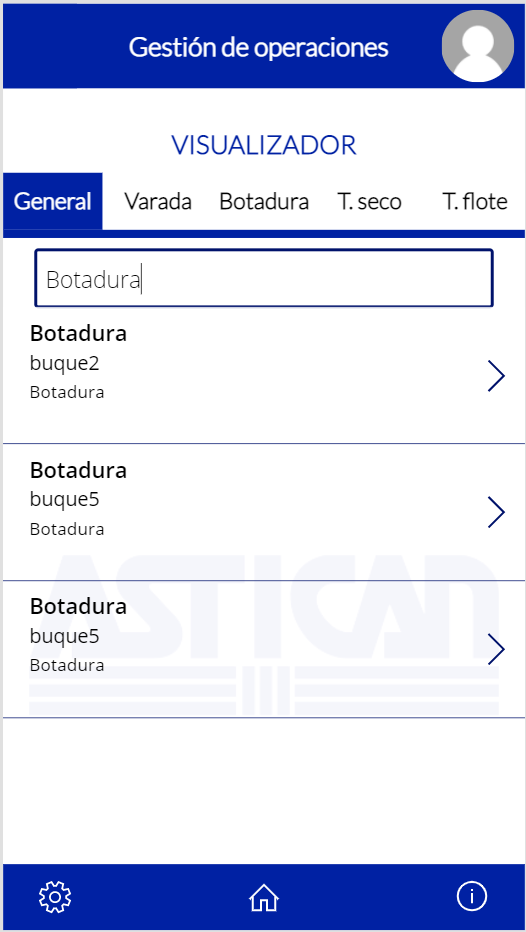 Gestión de operaciones
VISUALIZADOR
General Varada Botadura T. seco T. flote
Botadura
Botadura
buque2
Botadura
Botadura
buque5
Botadura
ASTICAN
Botadura
buque5
Botadura